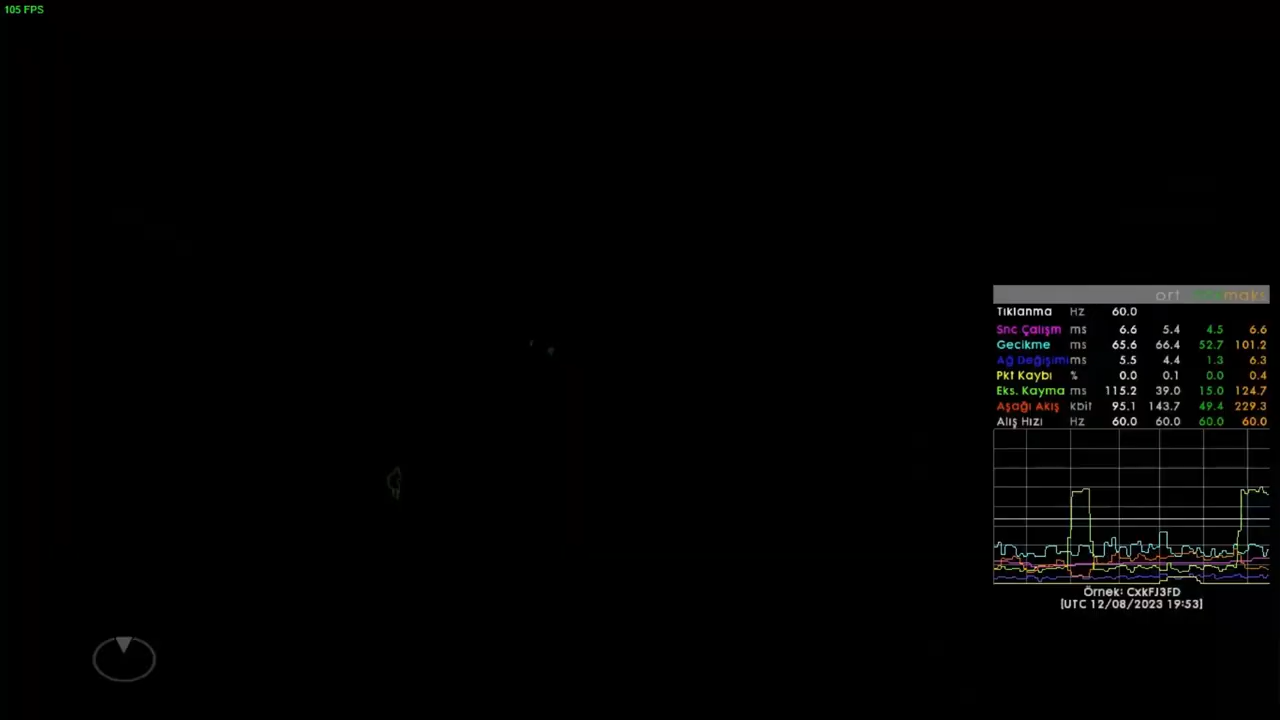 105 FPS
ort maks
Tıklanma Hz 60.0
Snc Çalışm ms 6.6 5.4 4.5 6.6
Gecikme ms 65.6 66.4 52.7 101.2
Ağ Değişimi ms 5.5 4.4 1.3 6.3
Pkt Kaybı % 0.0 0.1 0.0 0.4
Eks. Kayma ms 115.2 39.0 15.0 124.7
Aşağı Akış kbit 95.1 143.7 49.4 229.3
Alış Hızı Hz 60.0 60.0 60.0 60.0
Örnek: CxkFJ3FD
[UTC 12/08/2023 19:53]